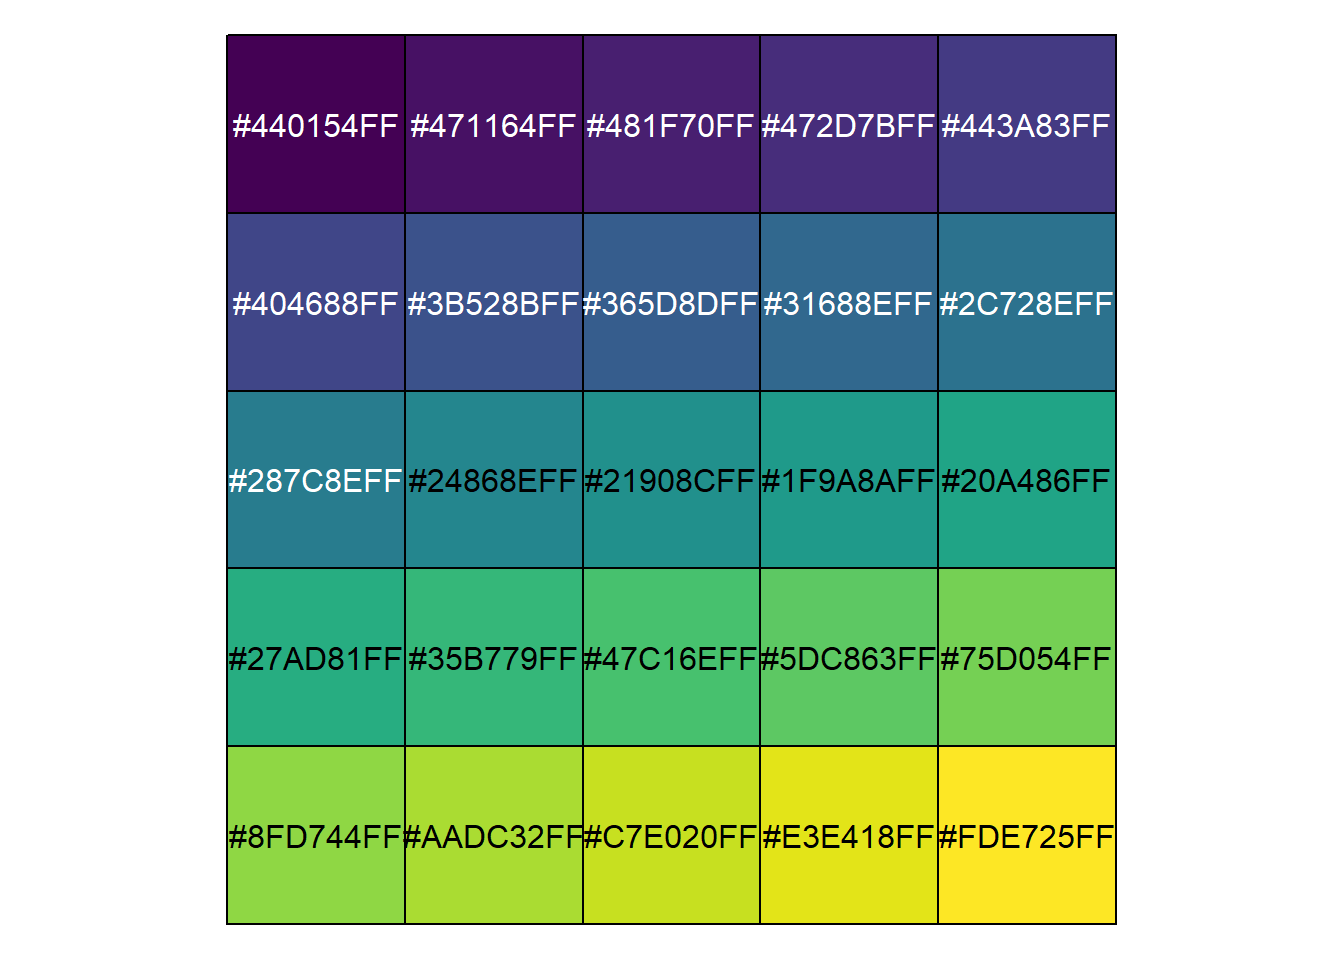 #440154FF #471164FF #481F70FF #472D7BFF #443A83FF
#404688FF #3B528BFF #365D8DFF #31688EFF #2C728EFF
#287C8EFF #24868EFF #21908CFF #1F9A8AFF #20A486FF
#27AD81FF #35B779FF #47C16EFF #5DC863FF #75D054FF
#8FD744FF #AADC32FF #C7E020FF #E3E418FF #FDE725FF